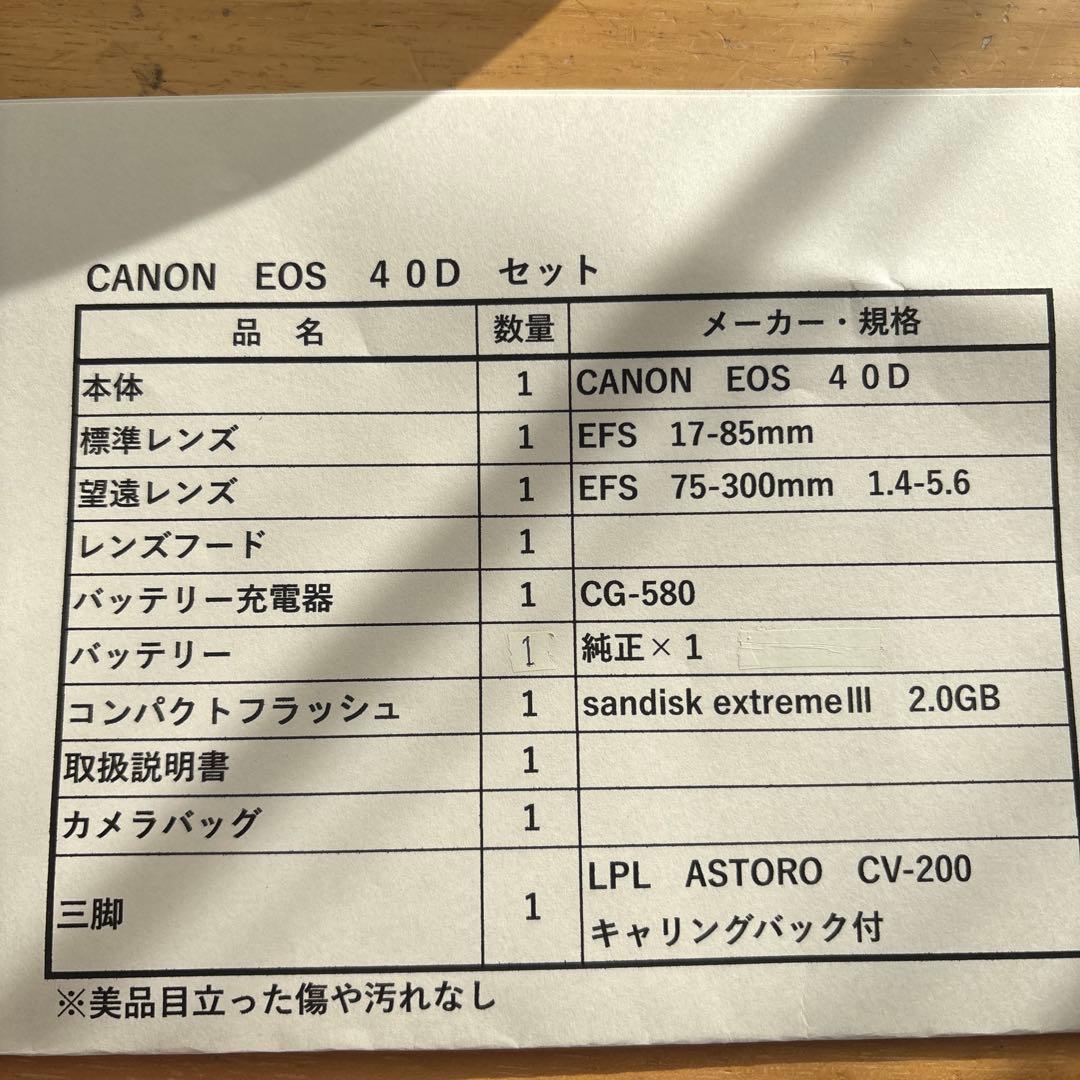 CANON EOS 40D セット
品 名 数量 メーカー・規格
本体 1 CANON EOS 40D
標準レンズ 1 EFS 17-85mm
望遠レンズ 1 EFS 75-300mm 1.4-5.6
レンズフード 1
バッテリー充電器 1 CG-580
バッテリー 1 純正×1
コンパクトフラッシュ 1 sandisk extremeⅢ 2.0GB
取扱説明書 1
カメラバッグ 1
三脚 1 LPL ASTORO CV-200
キャリングバック付
※美品目立った傷や汚れなし